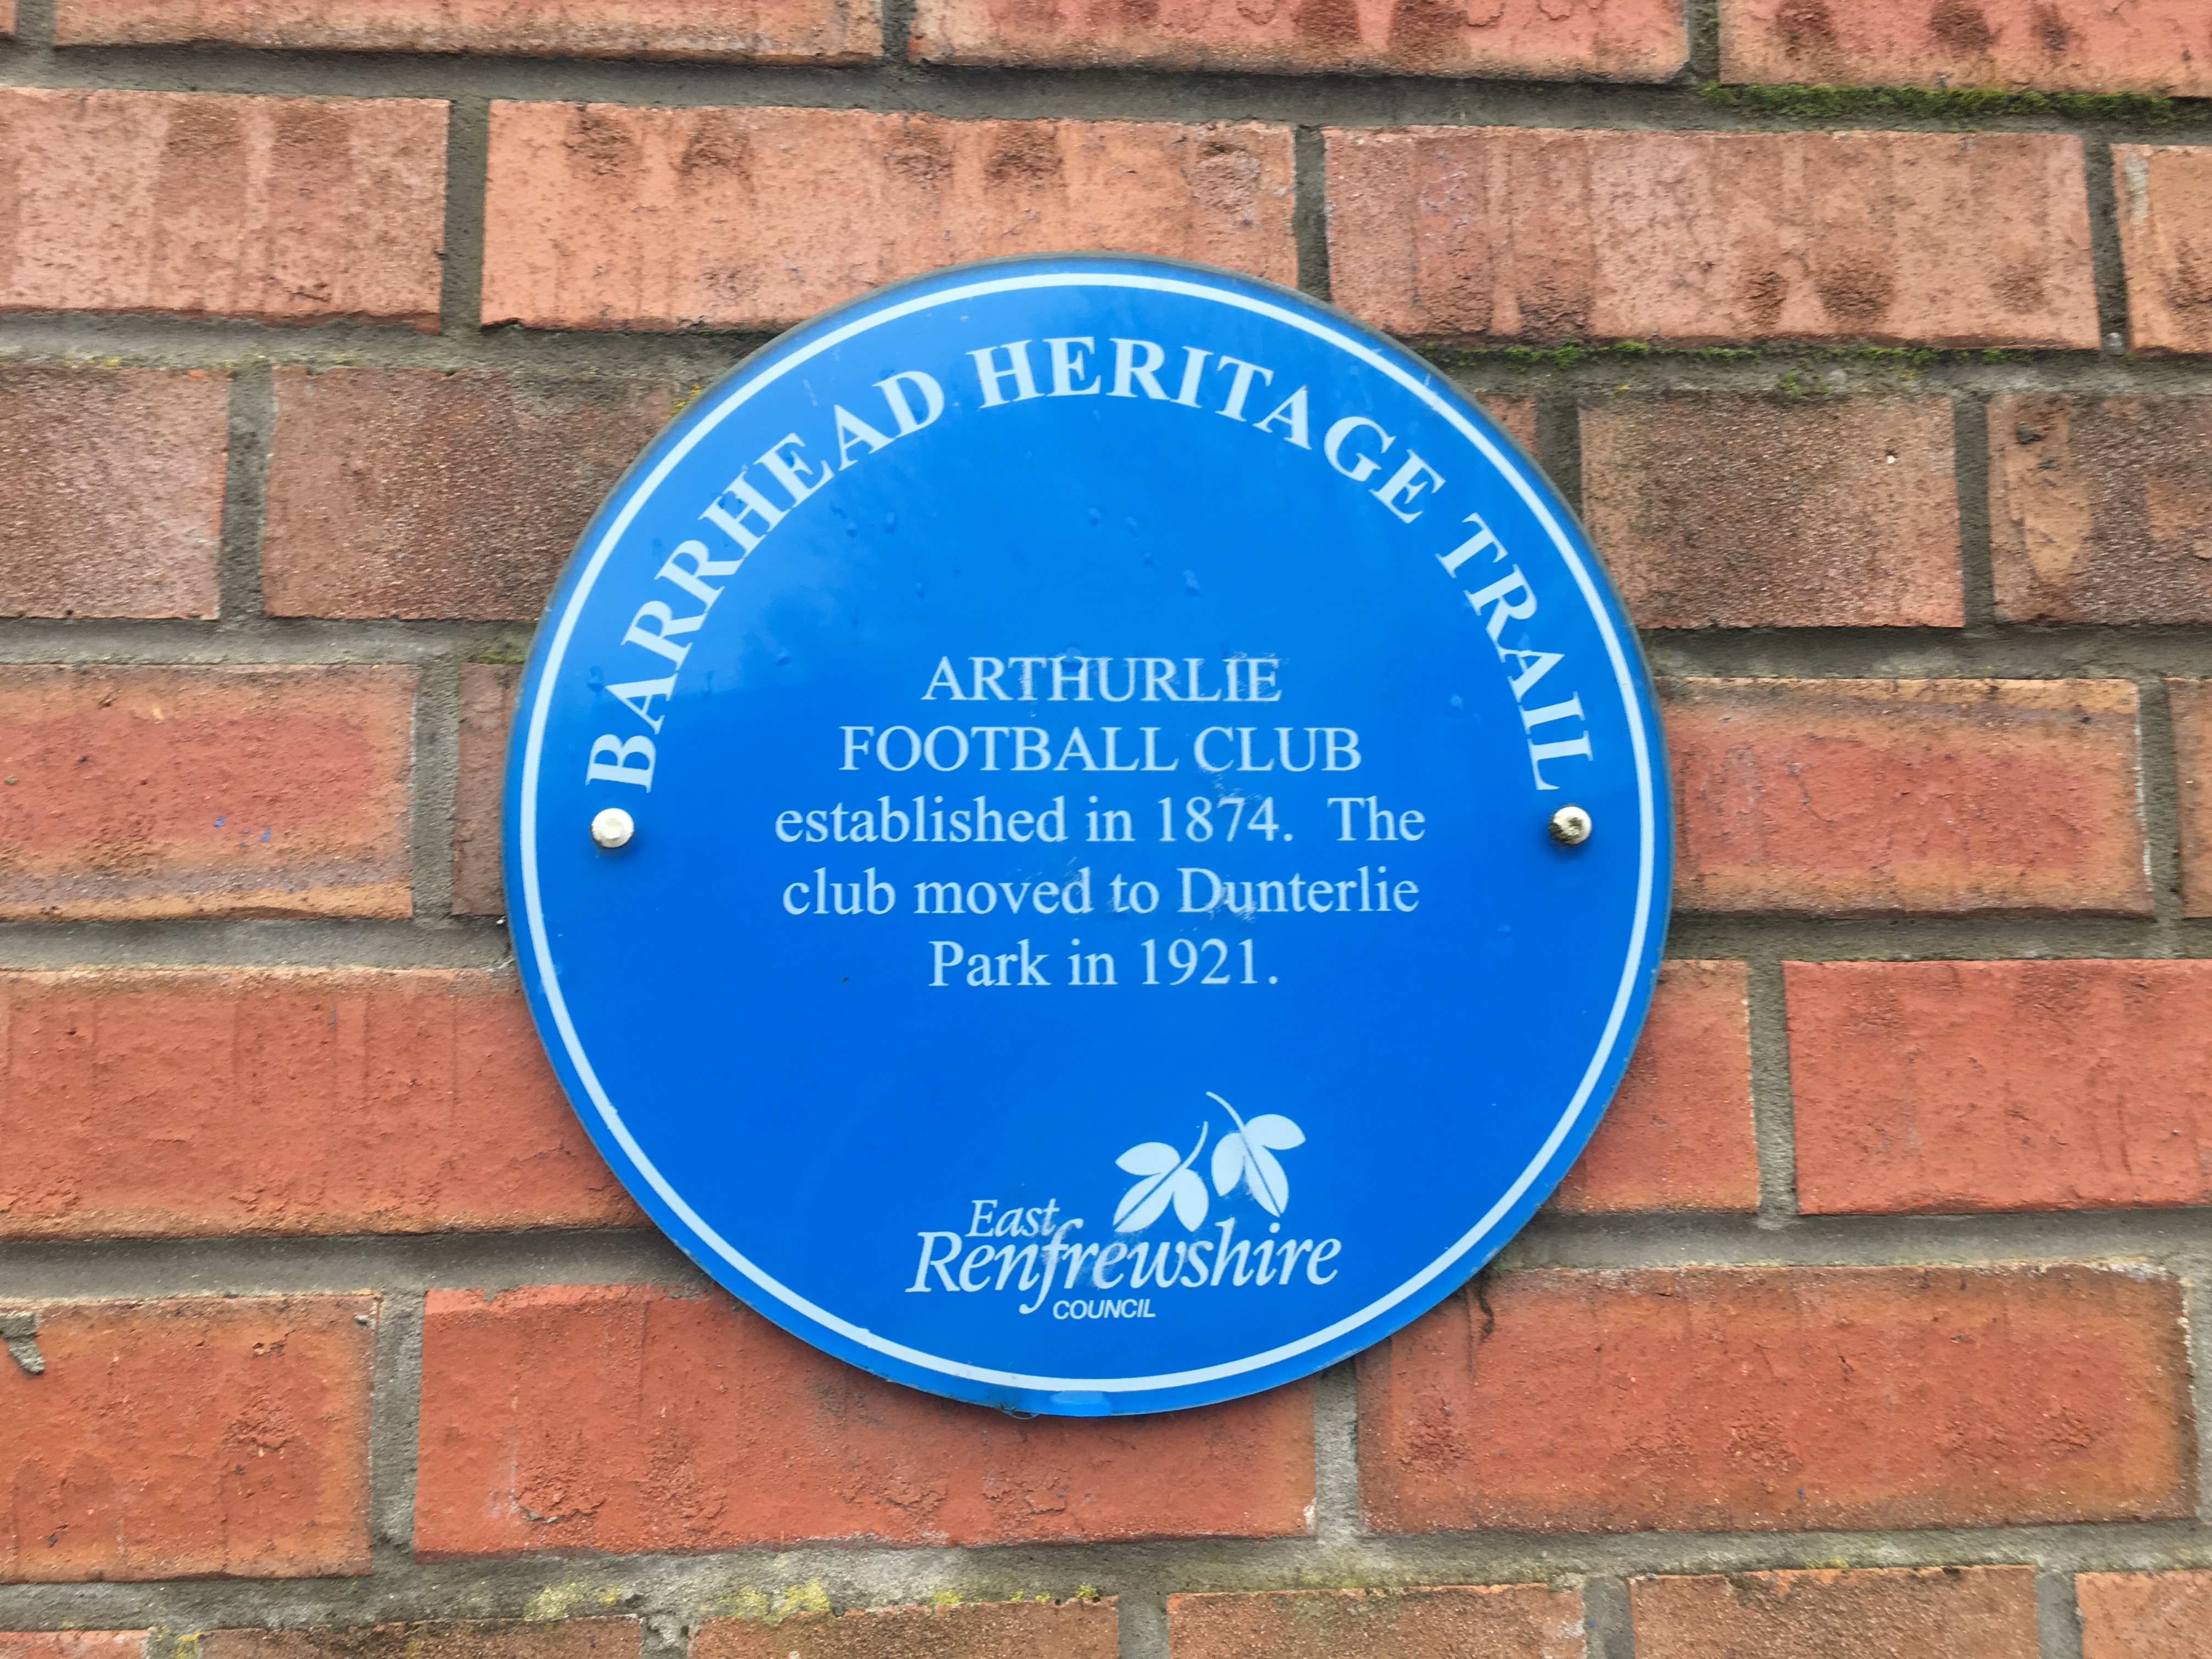 BARRHEAD HERITAGE TRAIL
ARTHURLIE
FOOTBALL CLUB
established in 1874.  The
club moved to Dunterlie
Park in 1921.
East
Renfrewshire
COUNCIL